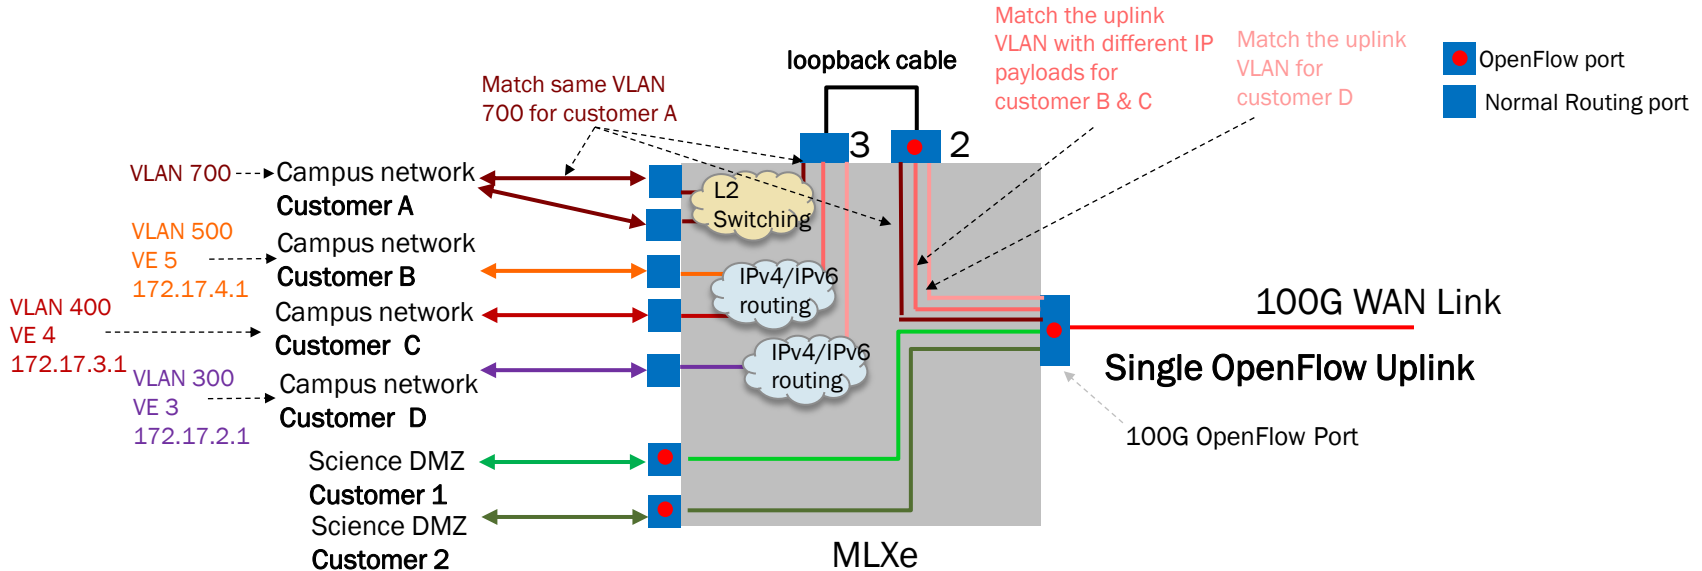 Match the uplink
VLAN with different IP
payloads for
customer B & C
Match the uplink
VLAN for
customer D
OpenFlow port
Normal Routing port
loopback cable
Match same VLAN
700 for customer A
3
2
VLAN 700
Campus network
Customer A
L2
Switching
VLAN 500
VE 5
172.17.4.1
Campus network
Customer B
IPv4/IPv6
routing
VLAN 400
VE 4
172.17.3.1
Campus network
Customer C
IPv4/IPv6
routing
VLAN 300
VE 3
172.17.2.1
Campus network
Customer D
100G WAN Link
Single OpenFlow Uplink
100G OpenFlow Port
Science DMZ
Customer 1
Science DMZ
Customer 2
MLXe